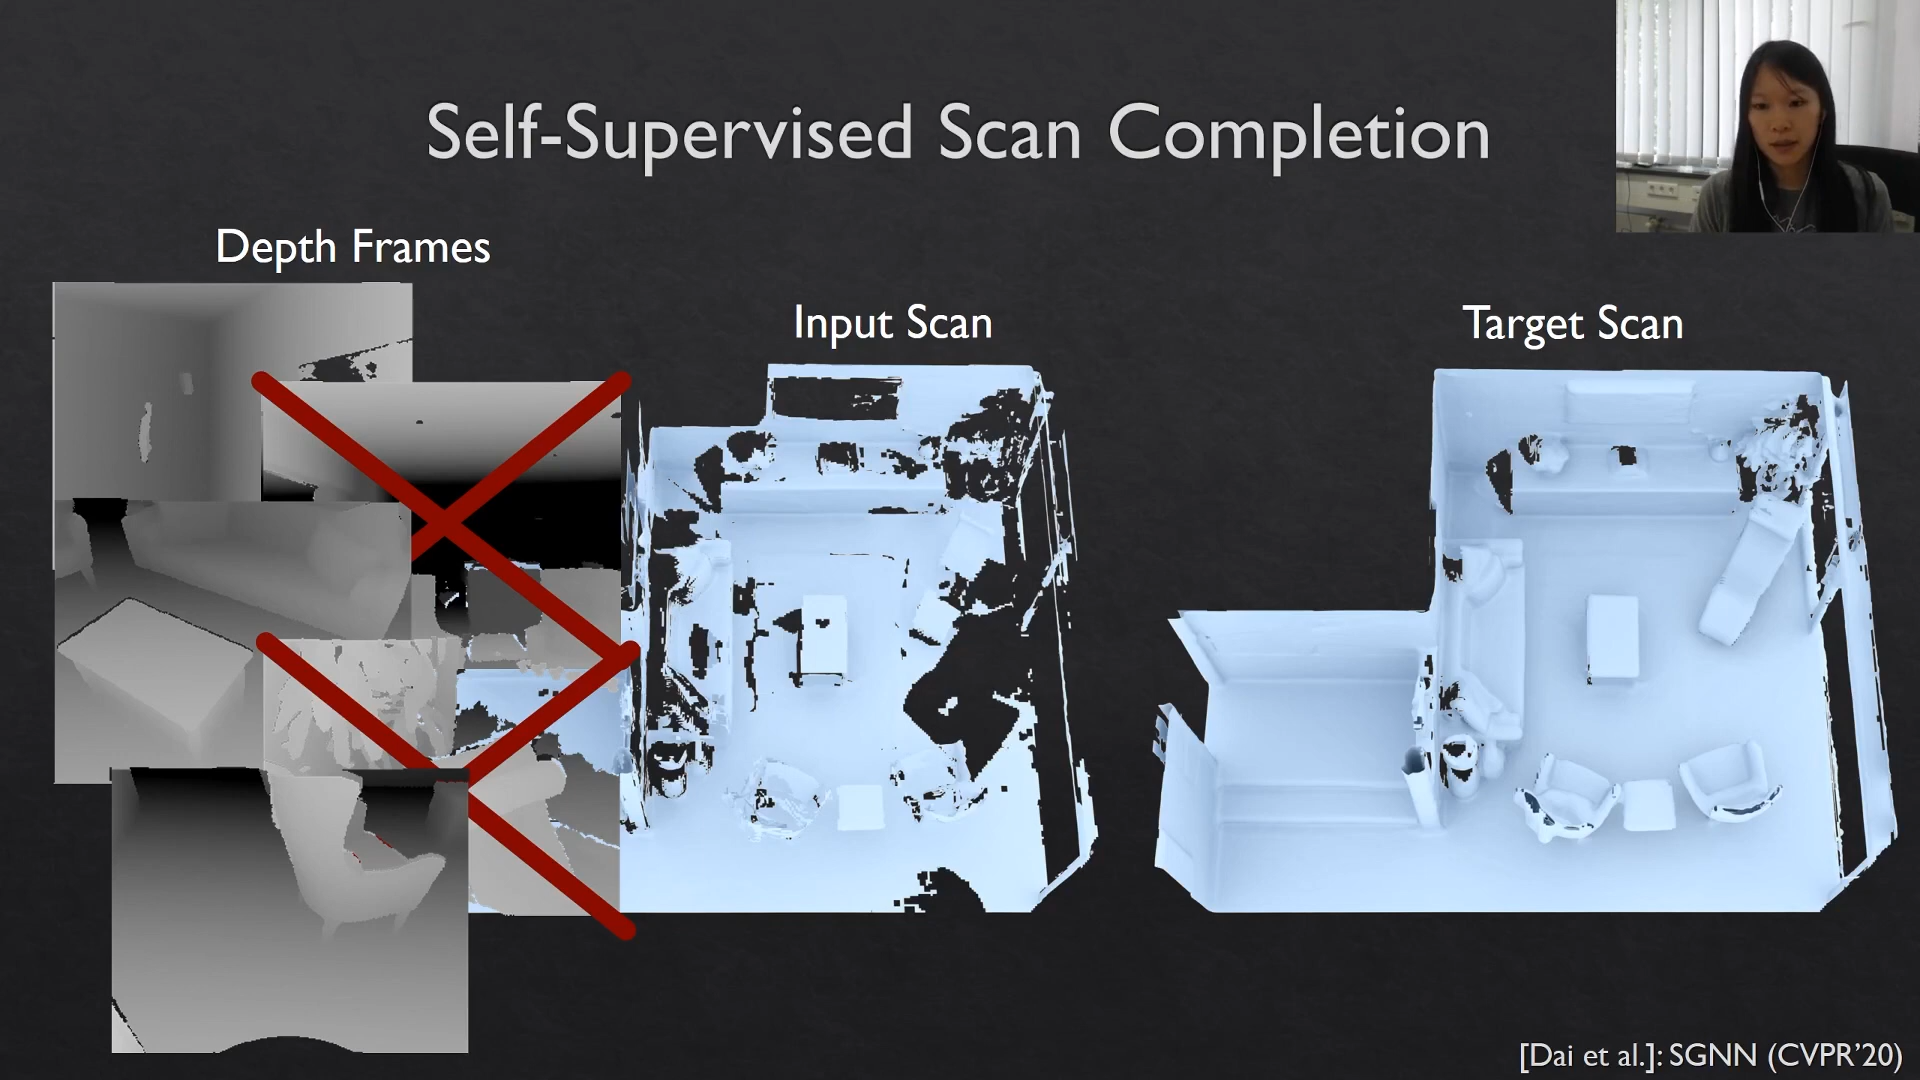 Self-Supervised Scan Completion
Depth Frames
Input Scan
Target Scan
[Dai et al.]: SGNN (CVPR'20)